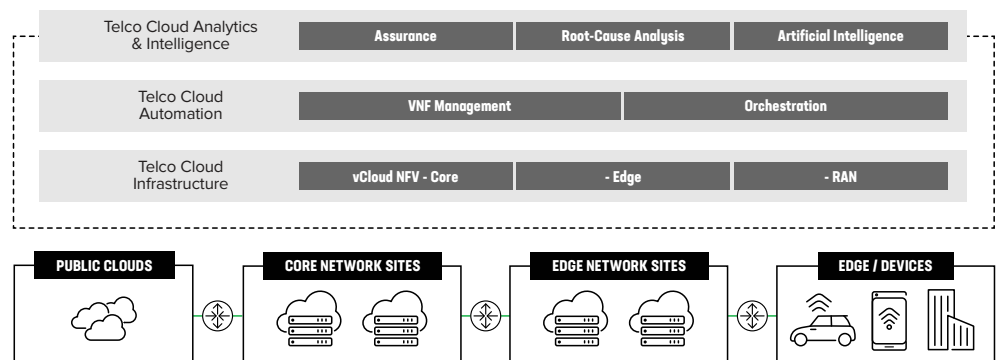 Telco Cloud Analytics
& Intelligence
Assurance
Root-Cause Analysis
Artificial Intelligence
Telco Cloud
Automation
VNF Management
Orchestration
Telco Cloud
Infrastructure
vCloud NFV - Core
- Edge
- RAN
PUBLIC CLOUDS
CORE NETWORK SITES
EDGE NETWORK SITES
EDGE / DEVICES